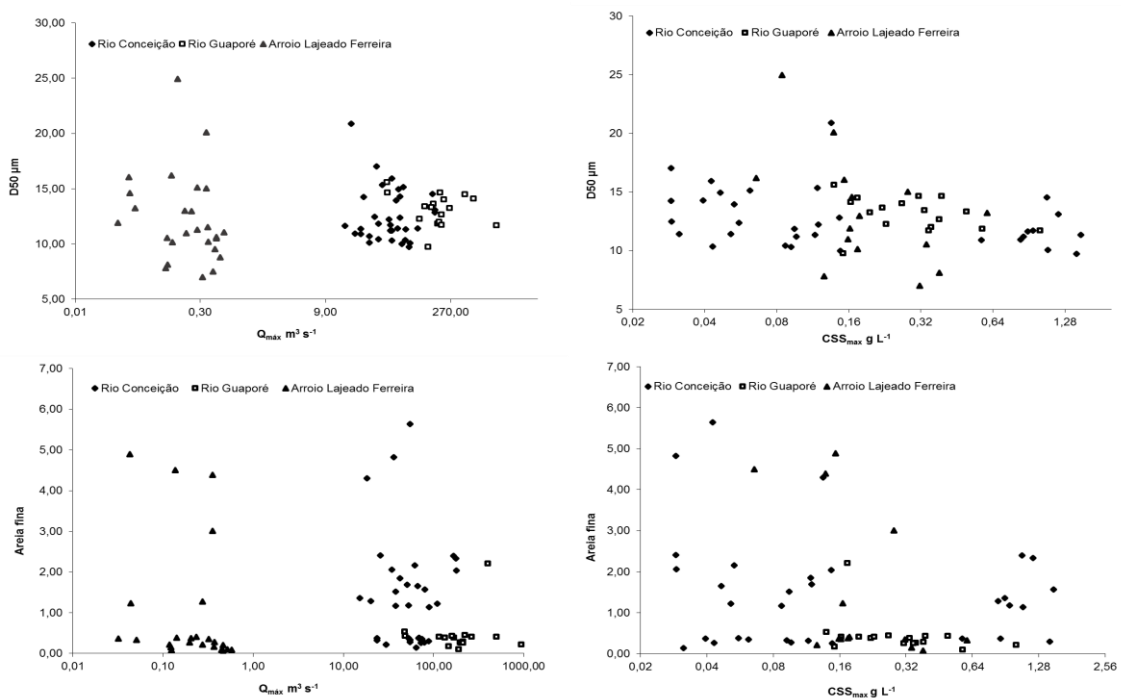 ◆Rio Conceição □Rio Guaporé ▲Arroio Lajeado Ferreira
D50 µm
25,00
20,00
15,00
10,00
5,00
0,01 0,30 9,00 270,00
Qmáx m³ s⁻¹
30
◆Rio Conceição □Rio Guaporé ▲Arroio Lajeado Ferreira
D50 µm
25
20
15
10
5
0,02 0,04 0,08 0,16 0,32 0,64 1,28
CSSmax g L⁻¹
7,00
◆Rio Conceição □Rio Guaporé ▲Arroio Lajeado Ferreira
Areia fina
6,00
5,00
4,00
3,00
2,00
1,00
0,00
0,01 0,10 1,00 10,00 100,00 1000,00
Qmáx m³ s⁻¹
7,00
◆Rio Conceição □Rio Guaporé ▲Arroio Lajeado Ferreira
Areia fina
6,00
5,00
4,00
3,00
2,00
1,00
0,00
0,02 0,04 0,08 0,16 0,32 0,64 1,28 2,56
CSSmax g L⁻¹